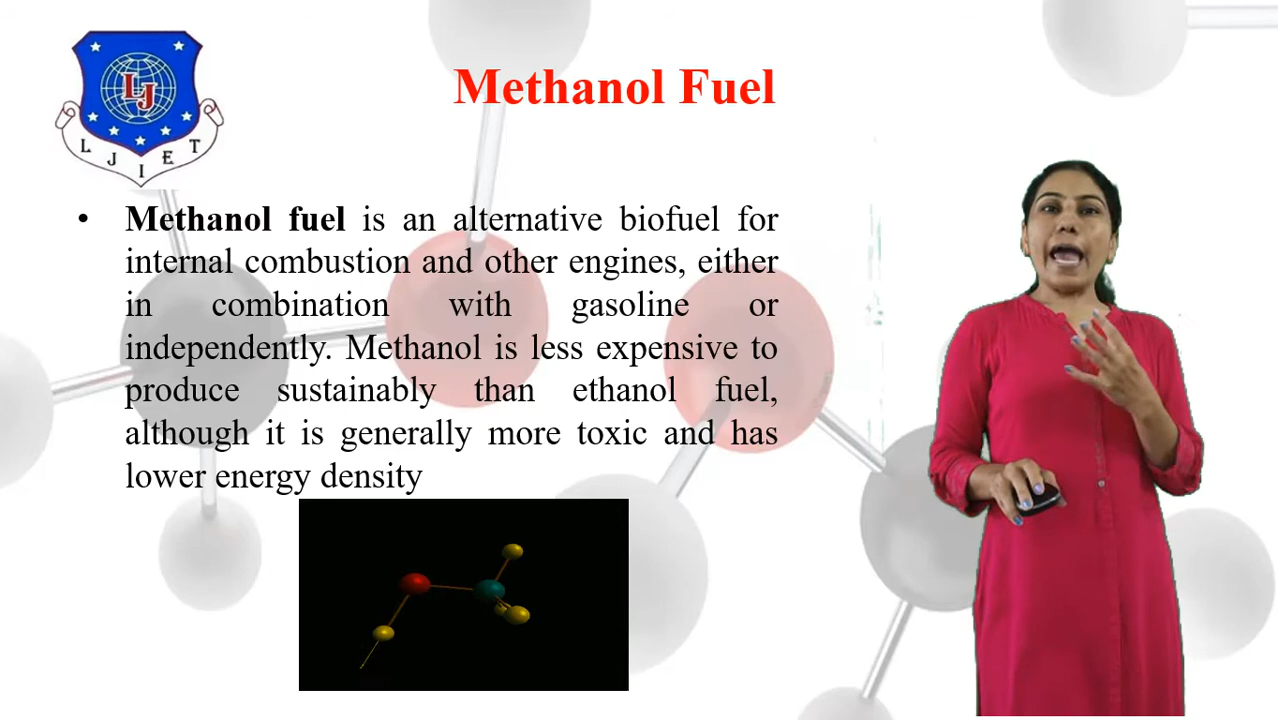 LJ
LJIET
Methanol Fuel
• Methanol fuel is an alternative biofuel for
internal combustion and other engines, either
in combination with gasoline or
independently. Methanol is less expensive to
produce sustainably than ethanol fuel,
although it is generally more toxic and has
lower energy density